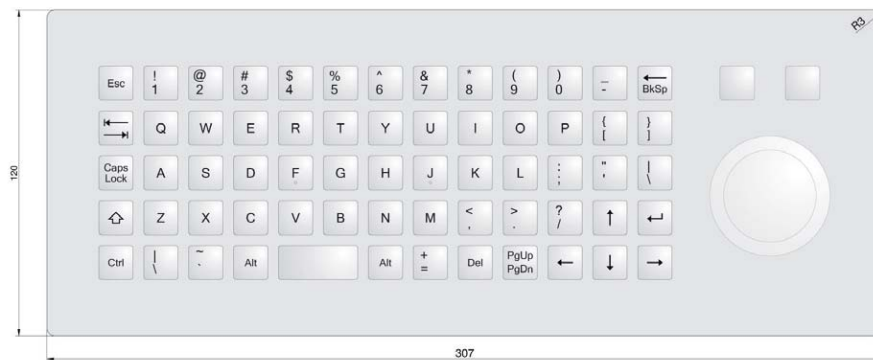 R3
Esc ! 1 @ 2 # 3 $ 4 % 5 ^ 6 & 7 * 8 ( 9 ) 0 _ - ← BkSp
⇤ ⇥ Q W E R T Y U I O P { [ } ]
Caps Lock A S D F G H J K L : ; " ' | \
⇧ Z X C V B N M < , > . ? / ↑ ↵
Ctrl | \ ~ ` Alt Alt + = Del PgUp PgDn ← ↓ →
120
307